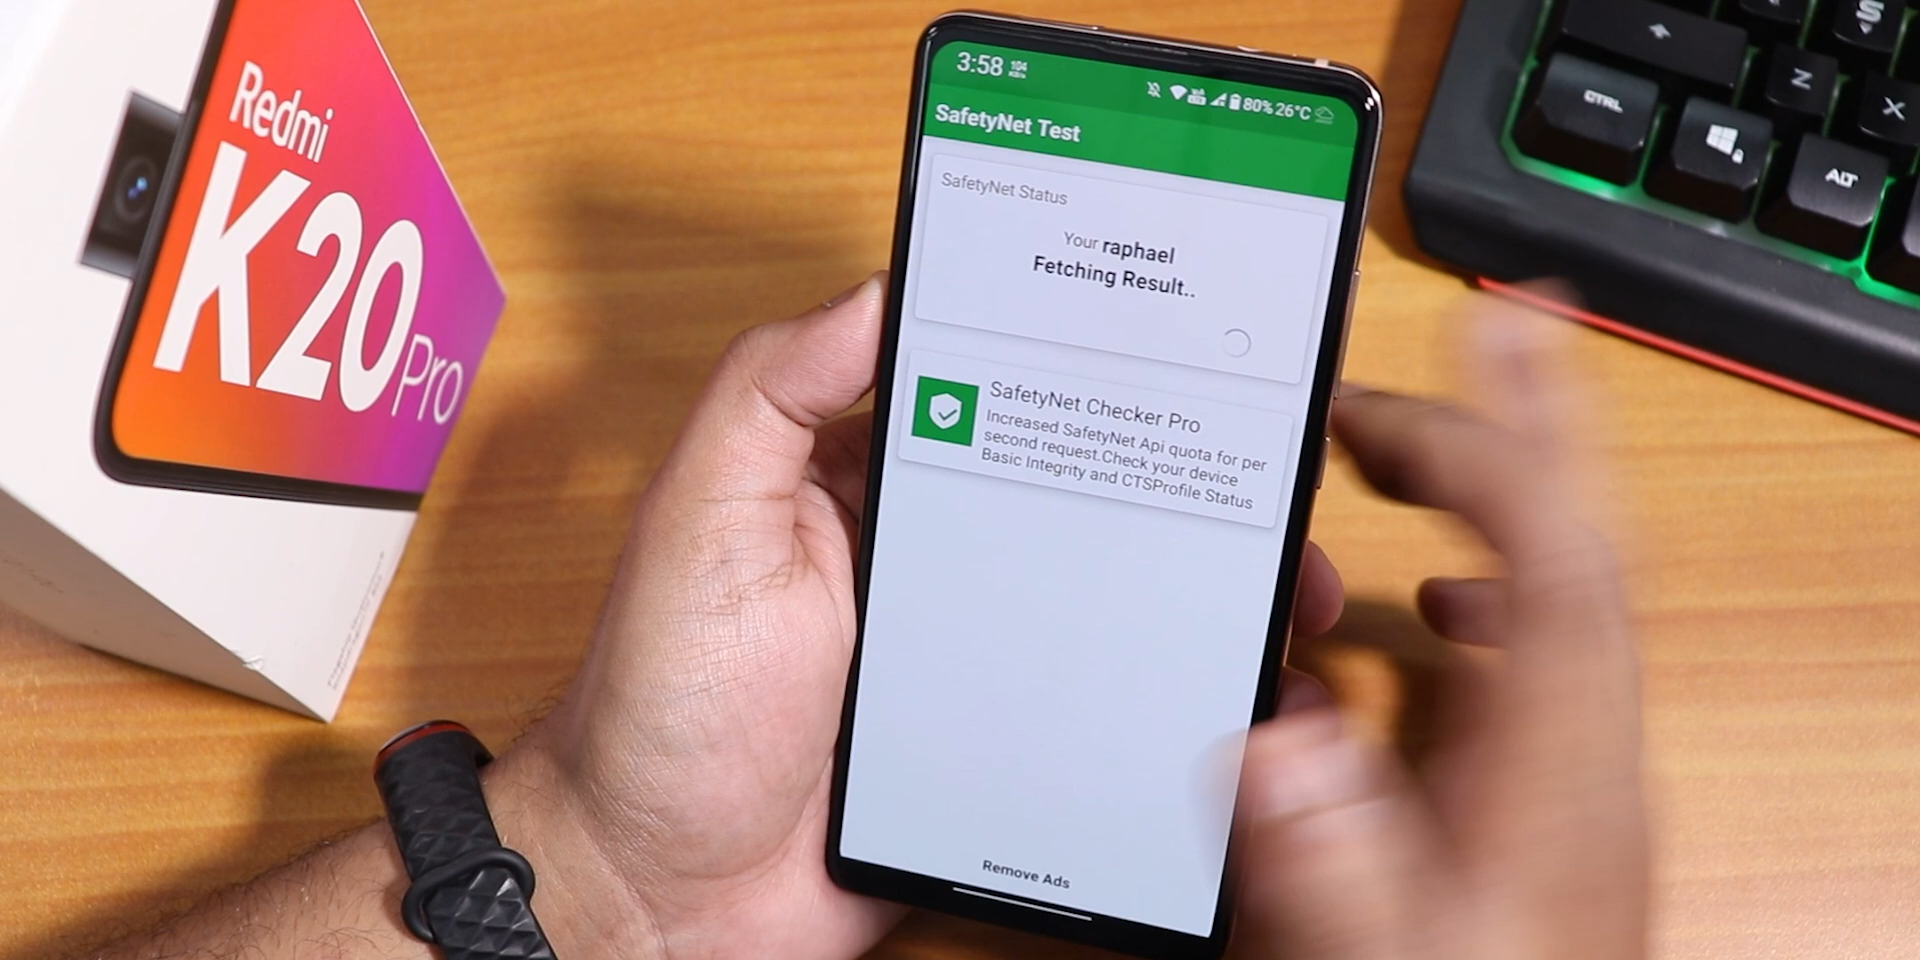 Redmi
K20 Pro
3:58
80% 26°C
SafetyNet Test
SafetyNet Status
Your raphael
Fetching Result..
SafetyNet Checker Pro
Increased SafetyNet Api quota for per
second request.Check your device
Basic Integrity and CTSProfile Status
Remove Ads
CTRL
ALT
Z
X
S